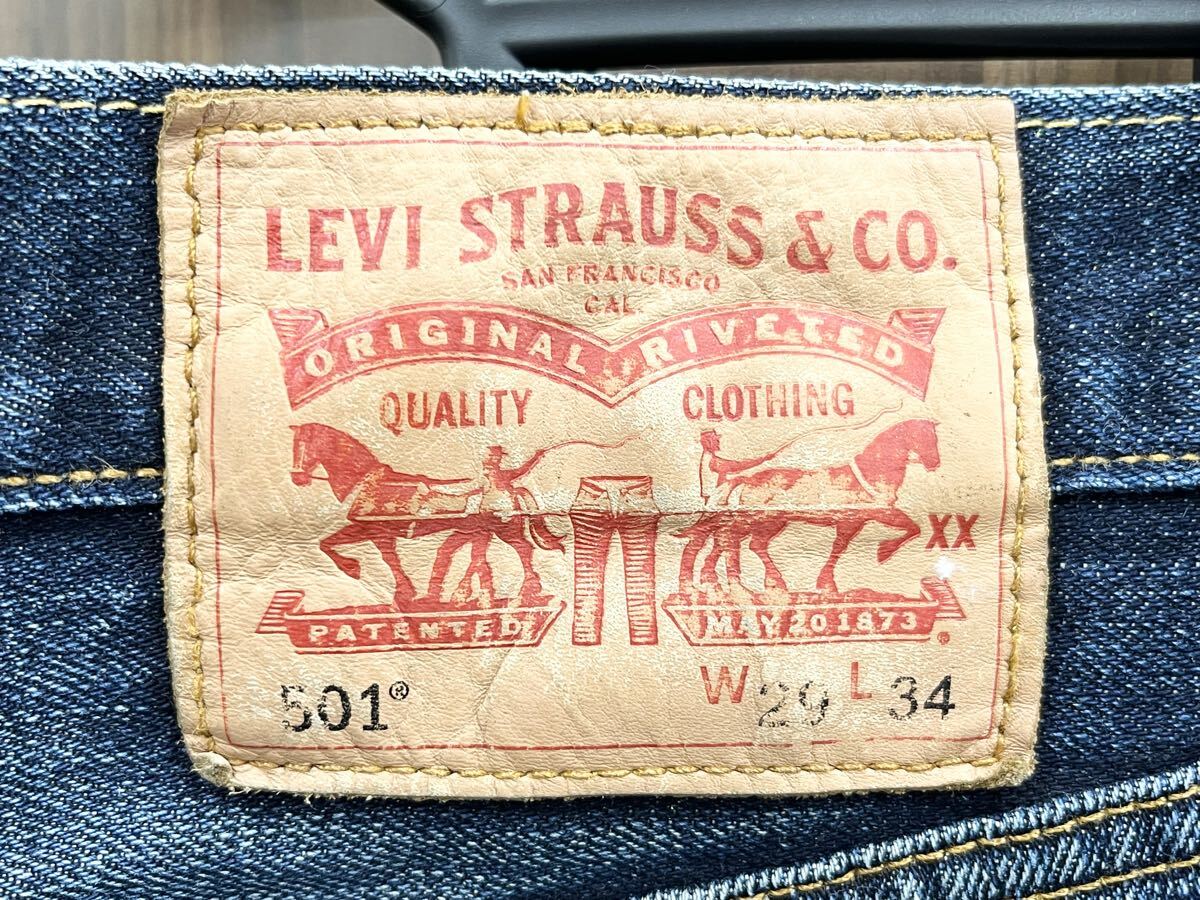 LEVI STRAUSS & CO.
SAN FRANCISCO
CAL.
ORIGINAL RIVETED
QUALITY CLOTHING
XX
PATENTED MAY 20 1873 ®
501® W 29 L 34